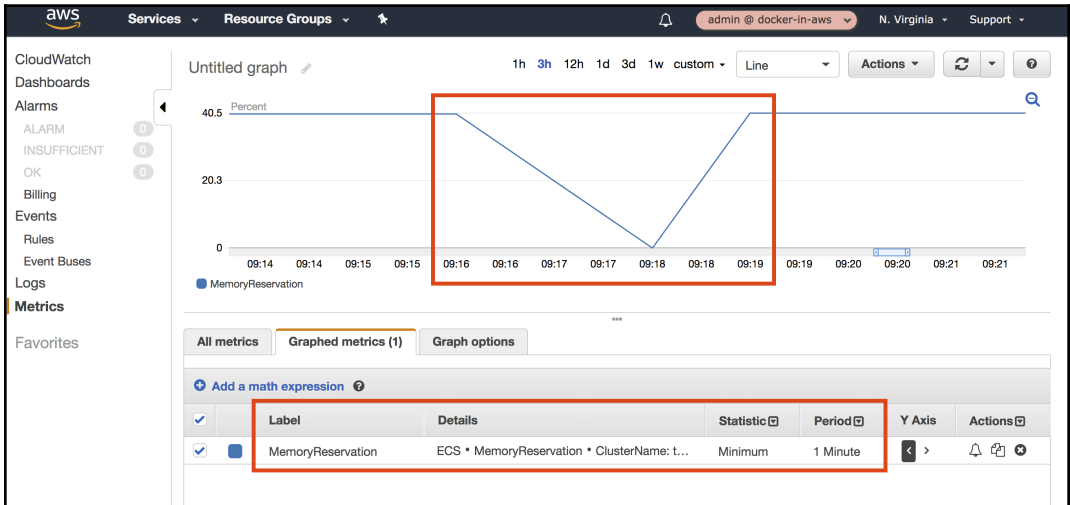 aws Services Resource Groups admin @ docker-in-aws N. Virginia Support
CloudWatch
Dashboards
Alarms
ALARM 0
INSUFFICIENT 0
OK 0
Billing
Events
Rules
Event Buses
Logs
Metrics
Favorites
Untitled graph 1h 3h 12h 1d 3d 1w custom Line Actions ?
Percent
40.5
20.3
0
09:14 09:14 09:15 09:15 09:16 09:16 09:17 09:17 09:18 09:18 09:19 09:19 09:20 09:20 09:21 09:21
MemoryReservation
All metrics Graphed metrics (1) Graph options
Add a math expression ?
Label Details Statistic Period Y Axis Actions
MemoryReservation ECS • MemoryReservation • ClusterName: t... Minimum 1 Minute < >